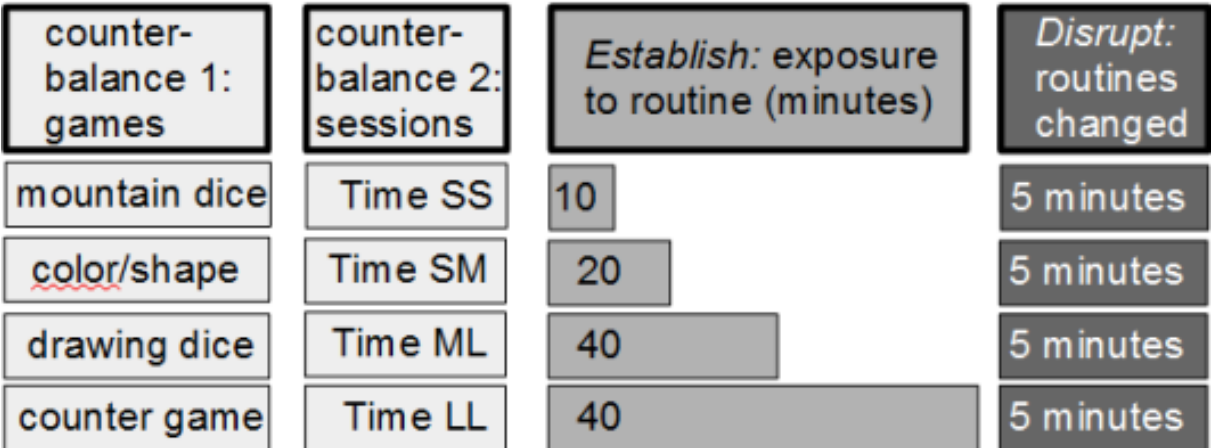 counter-
balance 1:
games
counter-
balance 2:
sessions
Establish: exposure
to routine (minutes)
Disrupt:
routines
changed
mountain dice
Time SS
10
5 minutes
color/shape
Time SM
20
5 minutes
drawing dice
Time ML
40
5 minutes
counter game
Time LL
40
5 minutes